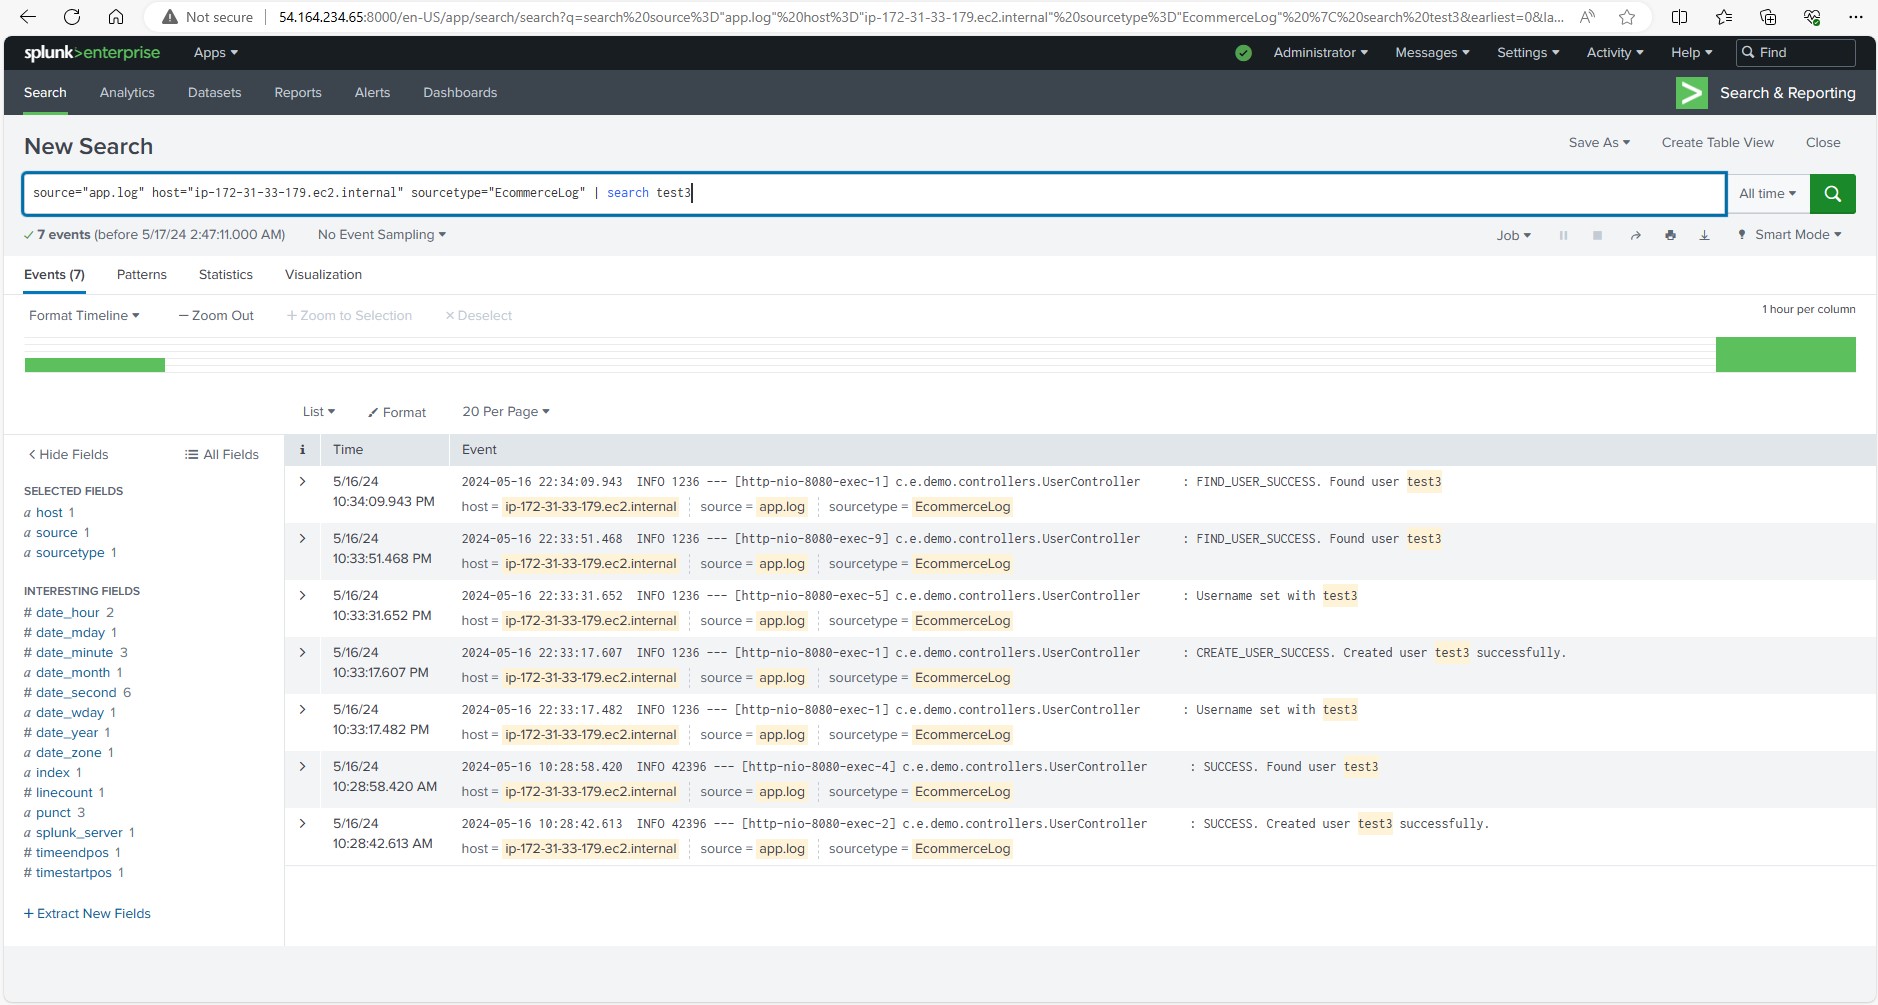 Not secure 54.164.234.65:8000/en-US/app/search/search?q=search%20source%3D"app.log"%20host%3D"ip-172-31-33-179.ec2.internal"%20sourcetype%3D"EcommerceLog"%20%7C%20search%20test3&earliest=0&la...
splunk>enterprise Apps Administrator Messages Settings Activity Help Find
Search Analytics Datasets Reports Alerts Dashboards Search & Reporting
New Search Save As Create Table View Close
source="app.log" host="ip-172-31-33-179.ec2.internal" sourcetype="EcommerceLog" | search test3 All time
7 events (before 5/17/24 2:47:11.000 AM) No Event Sampling Job Smart Mode
Events (7) Patterns Statistics Visualization
Format Timeline — Zoom Out + Zoom to Selection × Deselect 1 hour per column
List Format 20 Per Page
< Hide Fields All Fields
SELECTED FIELDS
a host 1
a source 1
a sourcetype 1
INTERESTING FIELDS
# date_hour 2
# date_mday 1
# date_minute 3
a date_month 1
# date_second 6
a date_wday 1
# date_year 1
a date_zone 1
a index 1
# linecount 1
a punct 3
a splunk_server 1
# timeendpos 1
# timestartpos 1
+ Extract New Fields
i Time Event
5/16/24 2024-05-16 22:34:09.943 INFO 1236 --- [http-nio-8080-exec-1] c.e.demo.controllers.UserController : FIND_USER_SUCCESS. Found user test3
10:34:09.943 PM host = ip-172-31-33-179.ec2.internal source = app.log sourcetype = EcommerceLog
5/16/24 2024-05-16 22:33:51.468 INFO 1236 --- [http-nio-8080-exec-9] c.e.demo.controllers.UserController : FIND_USER_SUCCESS. Found user test3
10:33:51.468 PM host = ip-172-31-33-179.ec2.internal source = app.log sourcetype = EcommerceLog
5/16/24 2024-05-16 22:33:31.652 INFO 1236 --- [http-nio-8080-exec-5] c.e.demo.controllers.UserController : Username set with test3
10:33:31.652 PM host = ip-172-31-33-179.ec2.internal source = app.log sourcetype = EcommerceLog
5/16/24 2024-05-16 22:33:17.607 INFO 1236 --- [http-nio-8080-exec-1] c.e.demo.controllers.UserController : CREATE_USER_SUCCESS. Created user test3 successfully.
10:33:17.607 PM host = ip-172-31-33-179.ec2.internal source = app.log sourcetype = EcommerceLog
5/16/24 2024-05-16 22:33:17.482 INFO 1236 --- [http-nio-8080-exec-1] c.e.demo.controllers.UserController : Username set with test3
10:33:17.482 PM host = ip-172-31-33-179.ec2.internal source = app.log sourcetype = EcommerceLog
5/16/24 2024-05-16 10:28:58.420 INFO 42396 --- [http-nio-8080-exec-4] c.e.demo.controllers.UserController : SUCCESS. Found user test3
10:28:58.420 AM host = ip-172-31-33-179.ec2.internal source = app.log sourcetype = EcommerceLog
5/16/24 2024-05-16 10:28:42.613 INFO 42396 --- [http-nio-8080-exec-2] c.e.demo.controllers.UserController : SUCCESS. Created user test3 successfully.
10:28:42.613 AM host = ip-172-31-33-179.ec2.internal source = app.log sourcetype = EcommerceLog